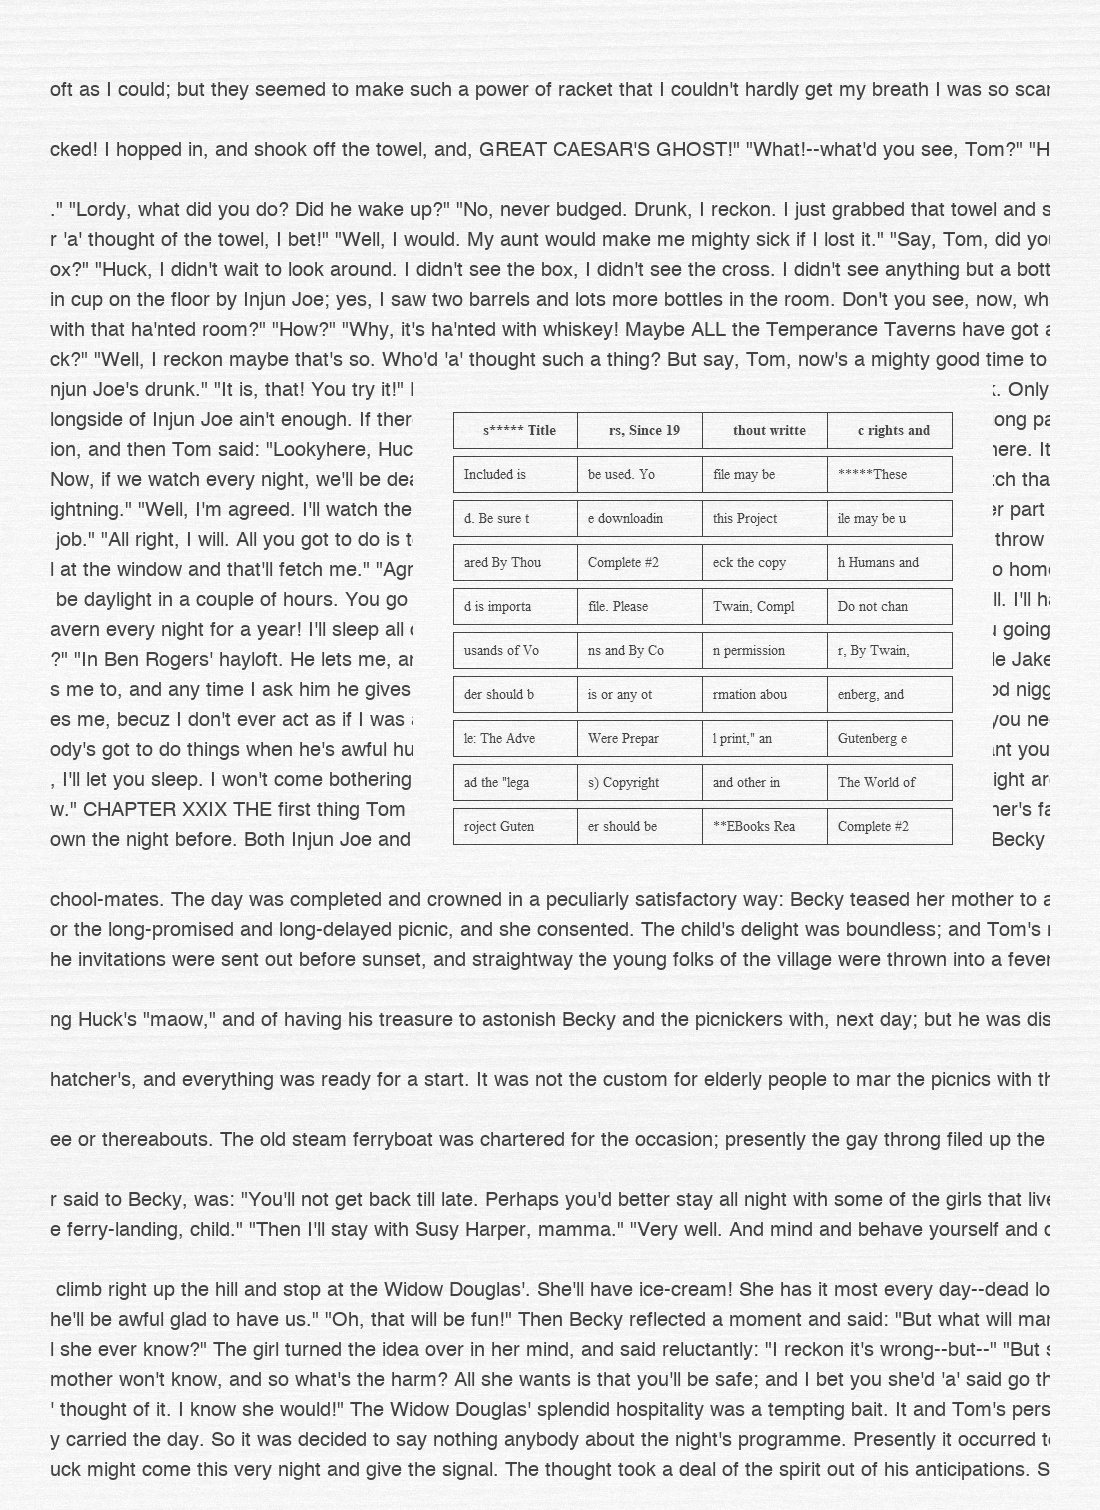 oft as I could; but they seemed to make such a power of racket that I couldn't hardly get my breath I was so scar
cked! I hopped in, and shook off the towel, and, GREAT CAESAR'S GHOST!" "What!--what'd you see, Tom?" "H
." "Lordy, what did you do? Did he wake up?" "No, never budged. Drunk, I reckon. I just grabbed that towel and s
r 'a' thought of the towel, I bet!" "Well, I would. My aunt would make me mighty sick if I lost it." "Say, Tom, did you
ox?" "Huck, I didn't wait to look around. I didn't see the box, I didn't see the cross. I didn't see anything but a bott
in cup on the floor by Injun Joe; yes, I saw two barrels and lots more bottles in the room. Don't you see, now, wh
with that ha'nted room?" "How?" "Why, it's ha'nted with whiskey! Maybe ALL the Temperance Taverns have got a
ck?" "Well, I reckon maybe that's so. Who'd 'a' thought such a thing? But say, Tom, now's a mighty good time to
njun Joe's drunk." "It is, that! You try it!"
longside of Injun Joe ain't enough. If ther
ion, and then Tom said: "Lookyhere, Huc
Now, if we watch every night, we'll be dea
ightning." "Well, I'm agreed. I'll watch the
job." "All right, I will. All you got to do is t
l at the window and that'll fetch me." "Agr
be daylight in a couple of hours. You go
avern every night for a year! I'll sleep all
?" "In Ben Rogers' hayloft. He lets me, ar
s me to, and any time I ask him he gives
es me, becuz I don't ever act as if I was
ody's got to do things when he's awful hu
, I'll let you sleep. I won't come bothering
w." CHAPTER XXIX THE first thing Tom
own the night before. Both Injun Joe and
s***** Title rs, Since 19 thout writte c rights and
Included is be used. Yo file may be *****These
d. Be sure t e downloadin this Project ile may be u
ared By Thou Complete #2 eck the copy h Humans and
d is importa file. Please Twain, Compl Do not chan
usands of Vo ns and By Co n permission r, By Twain,
der should b is or any ot rmation abou enberg, and
le: The Adve Were Prepar l print," an Gutenberg e
ad the "lega s) Copyright and other in The World of
roject Guten er should be **EBooks Rea Complete #2
. Only
ong pa
here. It
tch tha
er part
throw
o home
ll. I'll ha
going
le Jake
od nigg
you ne
ant you
ight aro
her's fa
Becky
chool-mates. The day was completed and crowned in a peculiarly satisfactory way: Becky teased her mother to a
or the long-promised and long-delayed picnic, and she consented. The child's delight was boundless; and Tom's
he invitations were sent out before sunset, and straightway the young folks of the village were thrown into a fever
ng Huck's "maow," and of having his treasure to astonish Becky and the picnickers with, next day; but he was dis
hatcher's, and everything was ready for a start. It was not the custom for elderly people to mar the picnics with th
ee or thereabouts. The old steam ferryboat was chartered for the occasion; presently the gay throng filed up the
r said to Becky, was: "You'll not get back till late. Perhaps you'd better stay all night with some of the girls that live
e ferry-landing, child." "Then I'll stay with Susy Harper, mamma." "Very well. And mind and behave yourself and d
climb right up the hill and stop at the Widow Douglas'. She'll have ice-cream! She has it most every day--dead lo
he'll be awful glad to have us." "Oh, that will be fun!" Then Becky reflected a moment and said: "But what will mar
l she ever know?" The girl turned the idea over in her mind, and said reluctantly: "I reckon it's wrong--but--" "But s
mother won't know, and so what's the harm? All she wants is that you'll be safe; and I bet you she'd 'a' said go th
' thought of it. I know she would!" The Widow Douglas' splendid hospitality was a tempting bait. It and Tom's pers
y carried the day. So it was decided to say nothing anybody about the night's programme. Presently it occurred to
uck might come this very night and give the signal. The thought took a deal of the spirit out of his anticipations. S